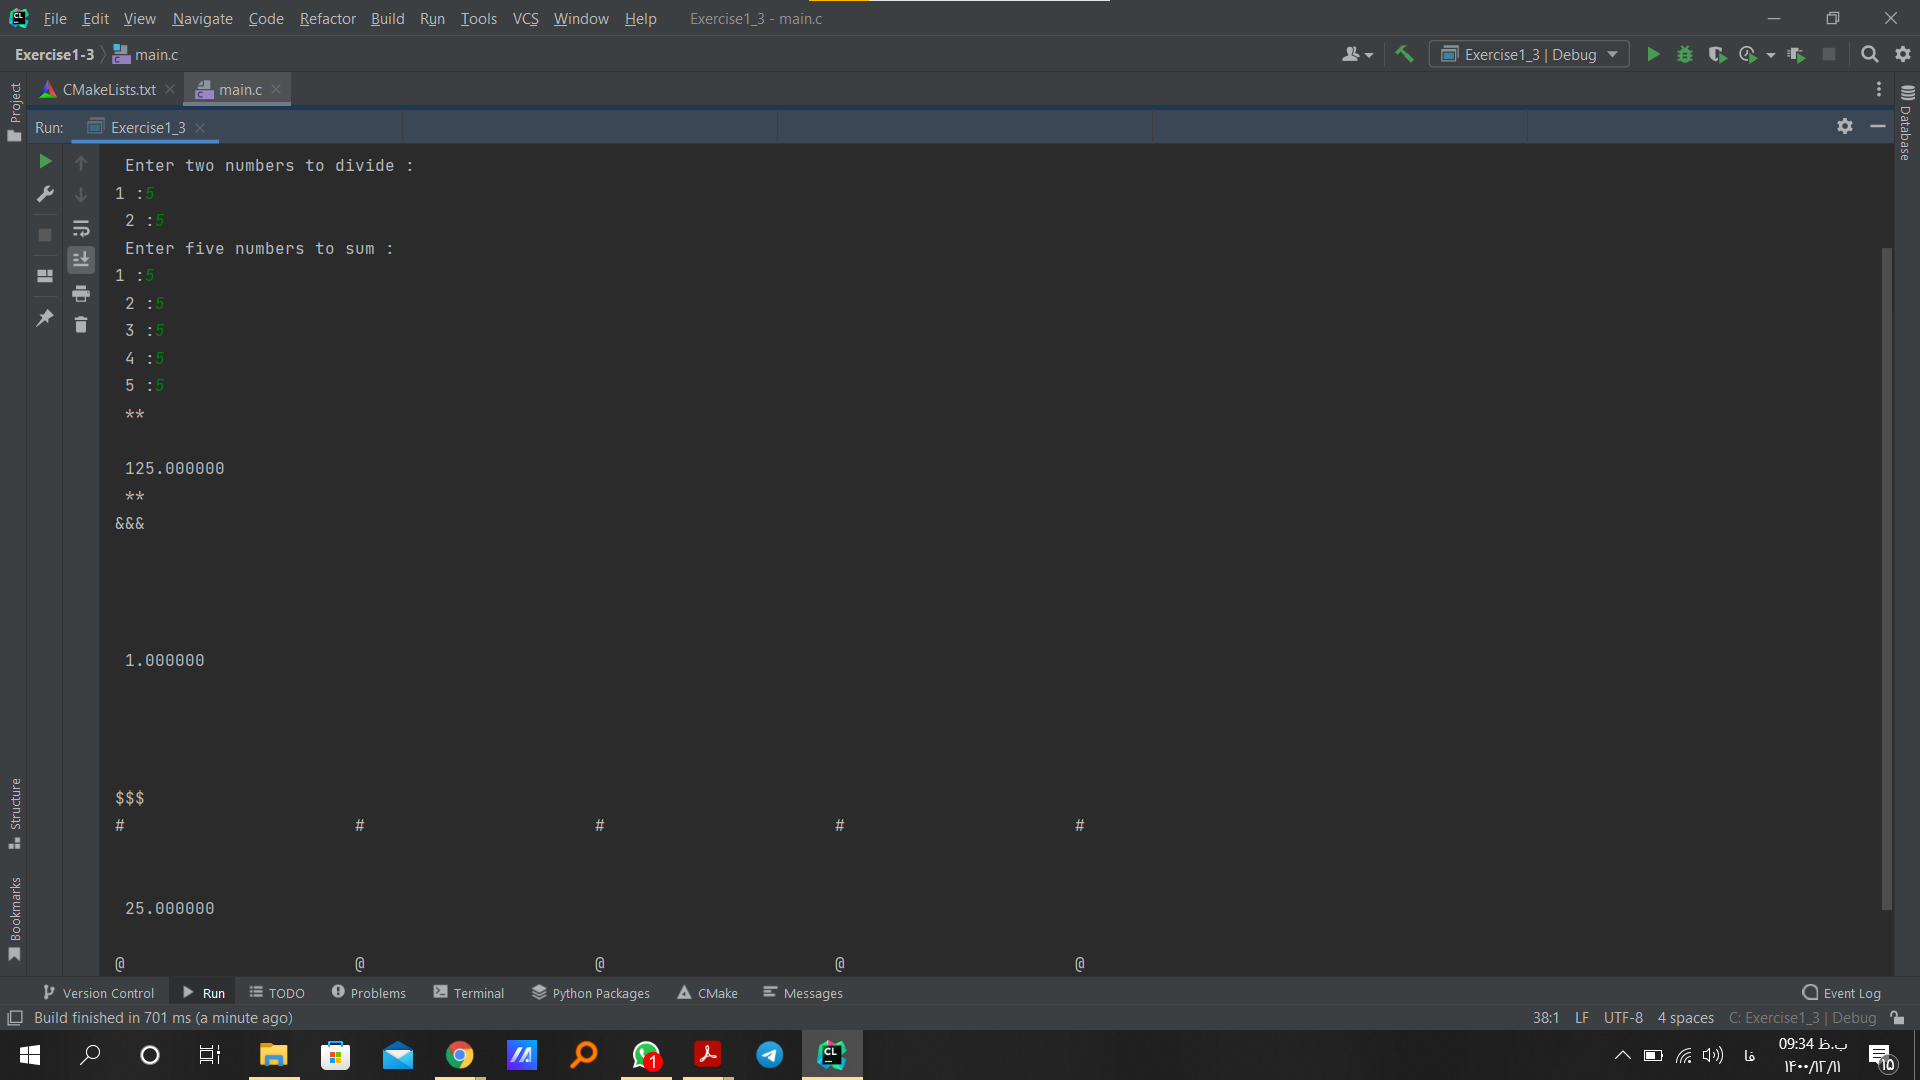 File Edit View Navigate Code Refactor Build Run Tools VCS Window Help Exercise1_3 - main.c
Exercise1-3 main.c Exercise1_3 | Debug
CMakeLists.txt main.c
Run: Exercise1_3
Project
Database
Enter two numbers to divide :
1 :5
2 :5
Enter five numbers to sum :
1 :5
2 :5
3 :5
4 :5
5 :5
**
125.000000
**
&&&
1.000000
$$$
# # # # #
25.000000
@ @ @ @ @
Structure
Bookmarks
Version Control Run TODO Problems Terminal Python Packages CMake Messages Event Log
Build finished in 701 ms (a minute ago) 38:1 LF UTF-8 4 spaces C: Exercise1_3 | Debug
1 CL فا 09:34 ب.ظ
۱۴۰۰/۱۲/۱۱ ۱۵